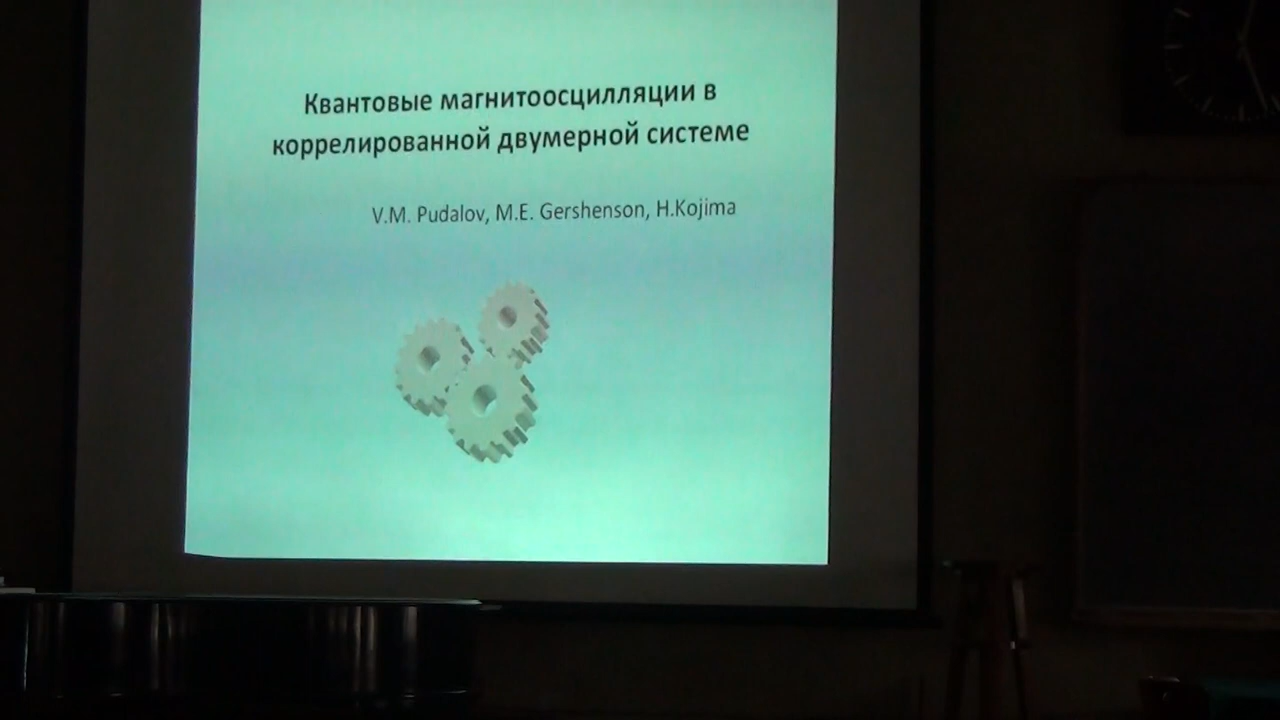 Квантовые магнитоосцилляции в
коррелированной двумерной системе
V.M. Pudalov, M.E. Gershenson, H.Kojima